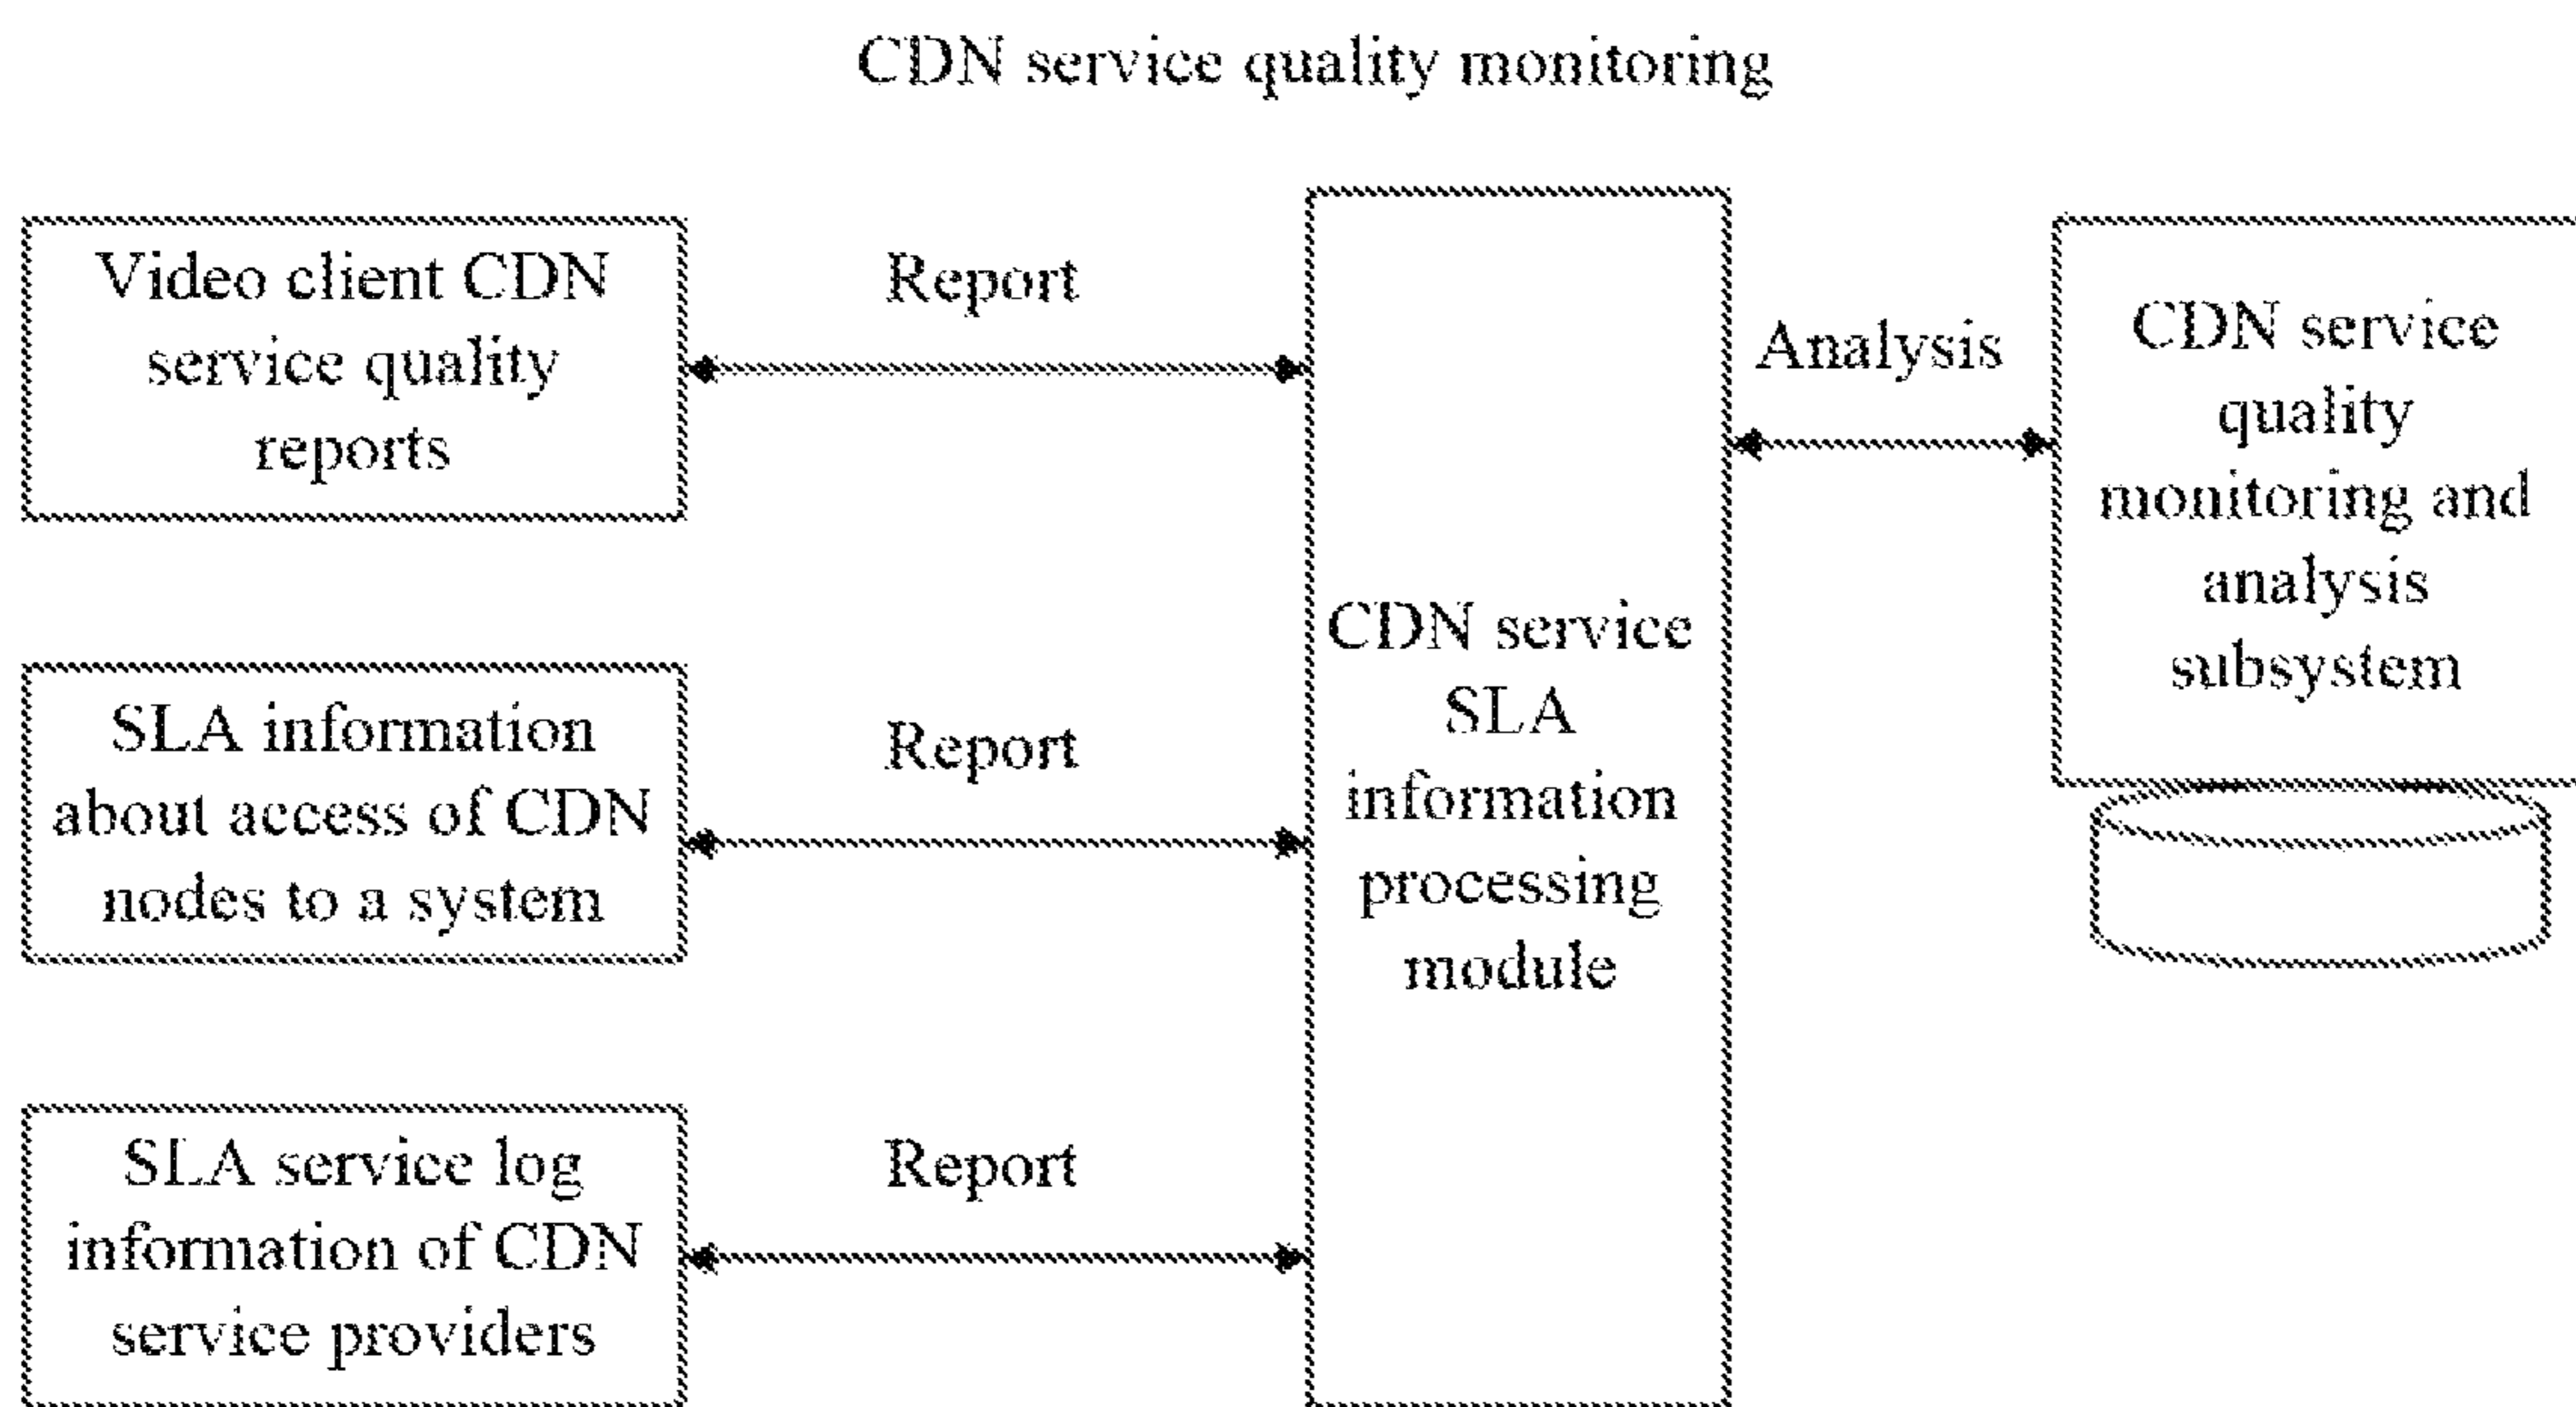 CDN service quality monitoring
Video client CDN
service quality
reports
Report
SLA information
about access of CDN
nodes to a system
Report
SLA service log
information of CDN
service providers
Report
CDN service
SLA
information
processing
module
Analysis
CDN service
quality
monitoring and
analysis
subsystem